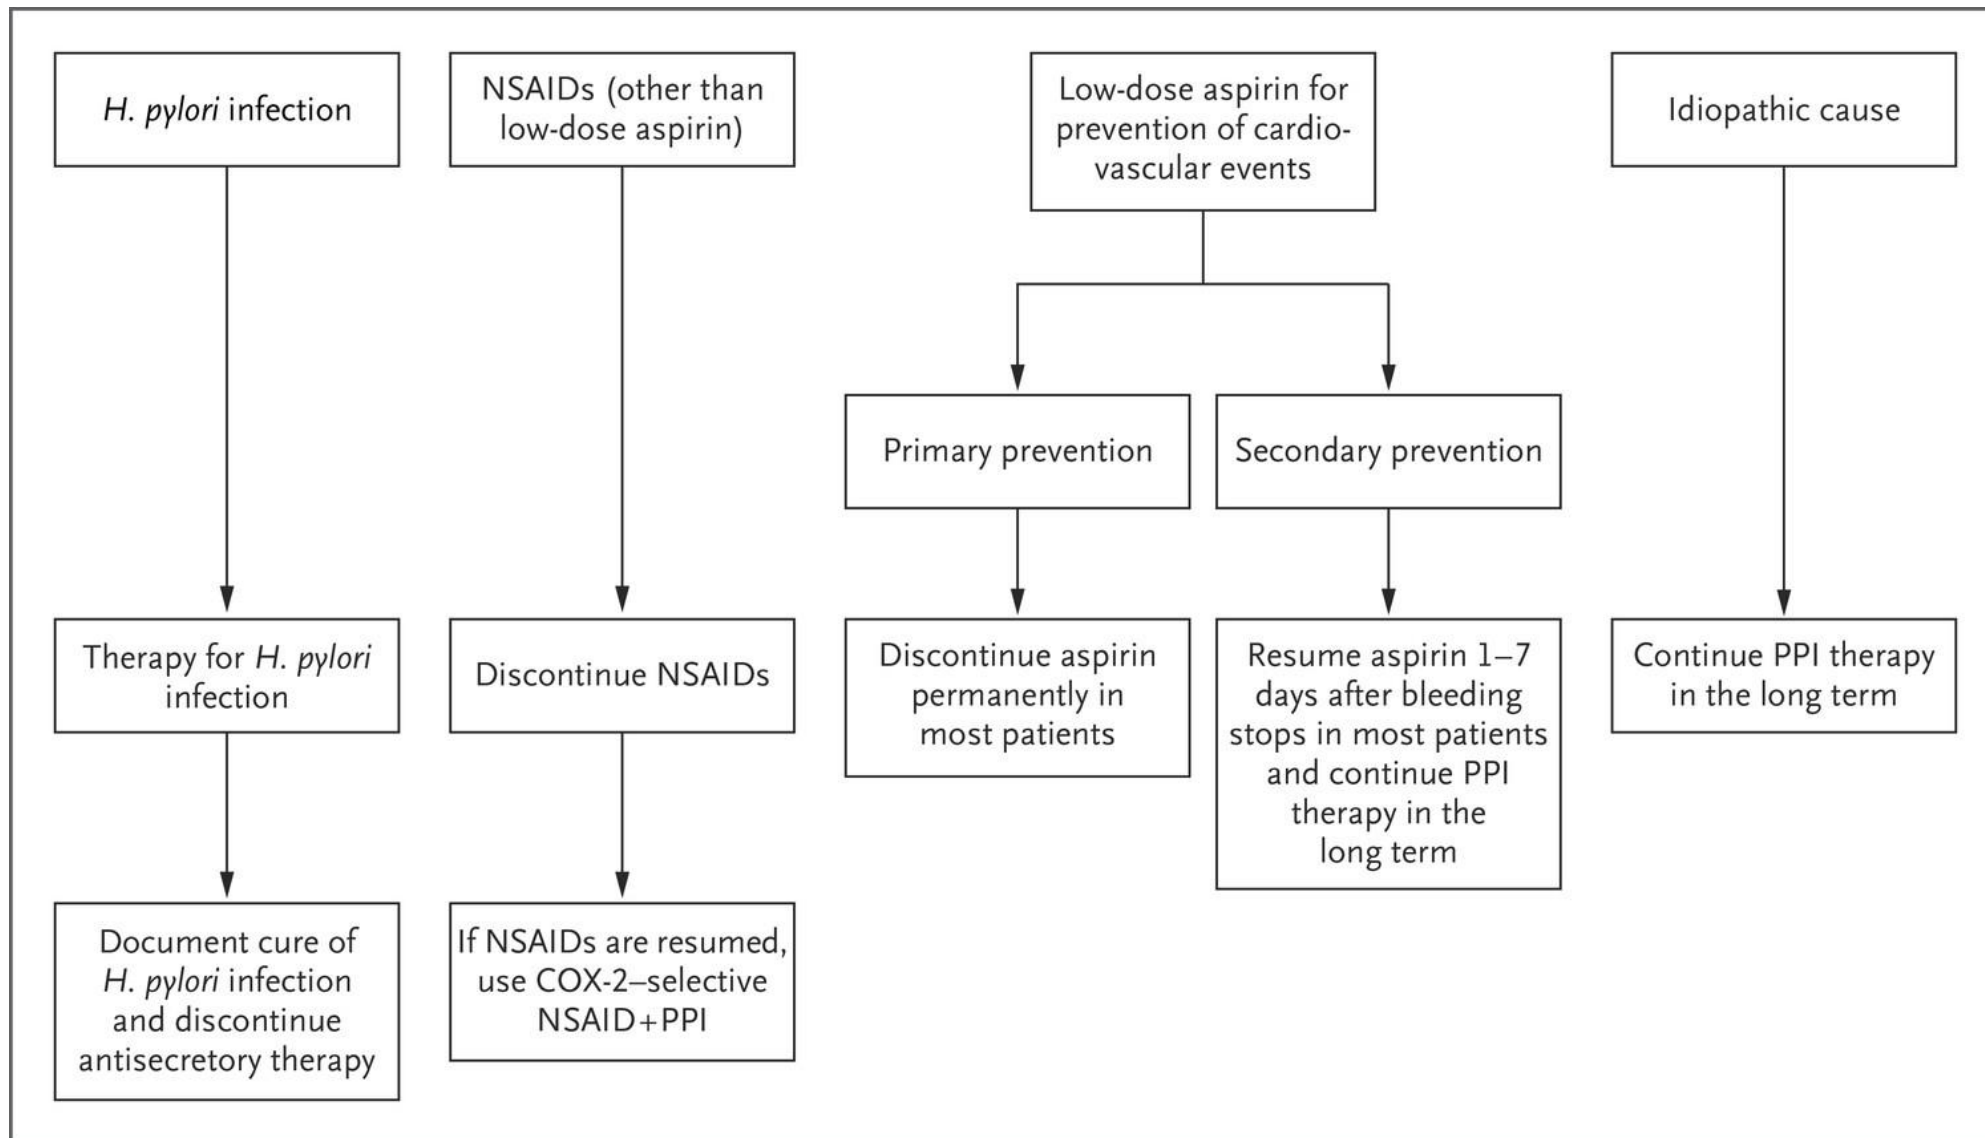 H. pylori infection
NSAIDs (other than
low-dose aspirin)
Low-dose aspirin for
prevention of cardio-
vascular events
Idiopathic cause
Primary prevention
Secondary prevention
Therapy for H. pylori
infection
Discontinue NSAIDs
Discontinue aspirin
permanently in
most patients
Resume aspirin 1–7
days after bleeding
stops in most patients
and continue PPI
therapy in the
long term
Continue PPI therapy
in the long term
Document cure of
H. pylori infection
and discontinue
antisecretory therapy
If NSAIDs are resumed,
use COX-2–selective
NSAID+PPI